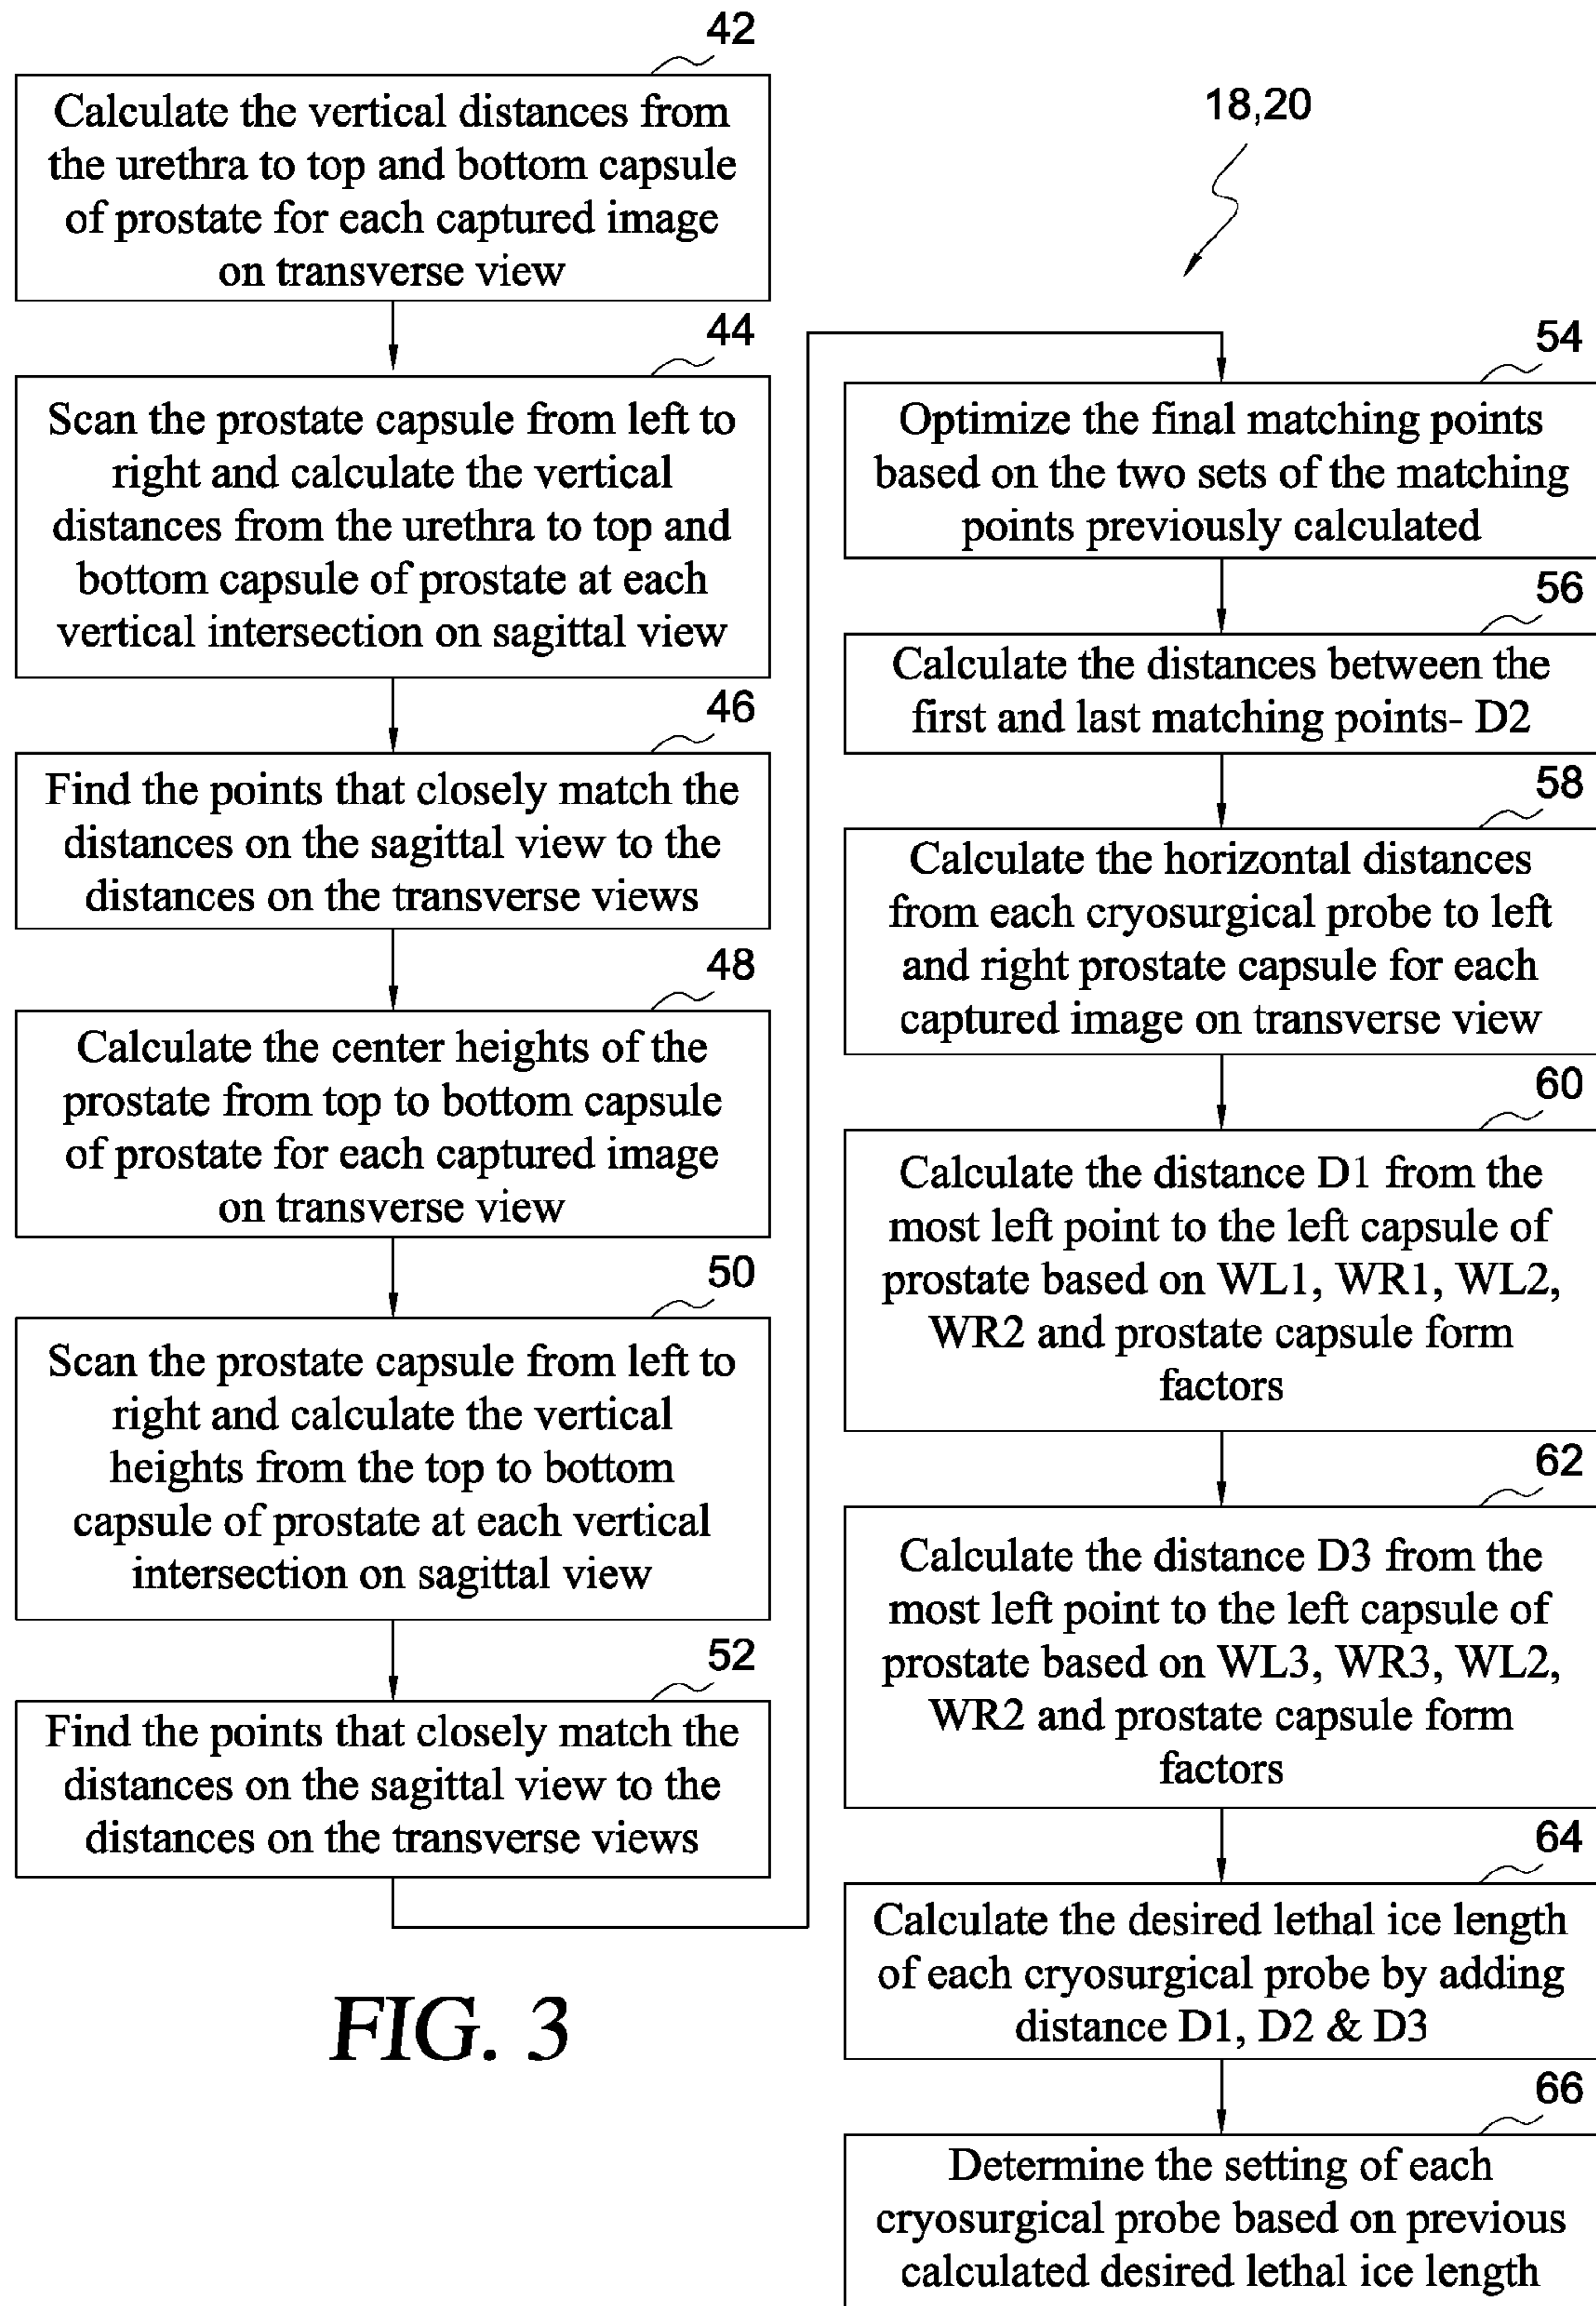 42
Calculate the vertical distances from
the urethra to top and bottom capsule
of prostate for each captured image
on transverse view
44
Scan the prostate capsule from left to
right and calculate the vertical
distances from the urethra to top and
bottom capsule of prostate at each
vertical intersection on sagittal view
46
Find the points that closely match the
distances on the sagittal view to the
distances on the transverse views
48
Calculate the center heights of the
prostate from top to bottom capsule
of prostate for each captured image
on transverse view
50
Scan the prostate capsule from left to
right and calculate the vertical
heights from the top to bottom
capsule of prostate at each vertical
intersection on sagittal view
52
Find the points that closely match the
distances on the sagittal view to the
distances on the transverse views
FIG. 3
18,20
54
Optimize the final matching points
based on the two sets of the matching
points previously calculated
56
Calculate the distances between the
first and last matching points- D2
58
Calculate the horizontal distances
from each cryosurgical probe to left
and right prostate capsule for each
captured image on transverse view
60
Calculate the distance D1 from the
most left point to the left capsule of
prostate based on WL1, WR1, WL2,
WR2 and prostate capsule form
factors
62
Calculate the distance D3 from the
most left point to the left capsule of
prostate based on WL3, WR3, WL2,
WR2 and prostate capsule form
factors
64
Calculate the desired lethal ice length
of each cryosurgical probe by adding
distance D1, D2 & D3
66
Determine the setting of each
cryosurgical probe based on previous
calculated desired lethal ice length